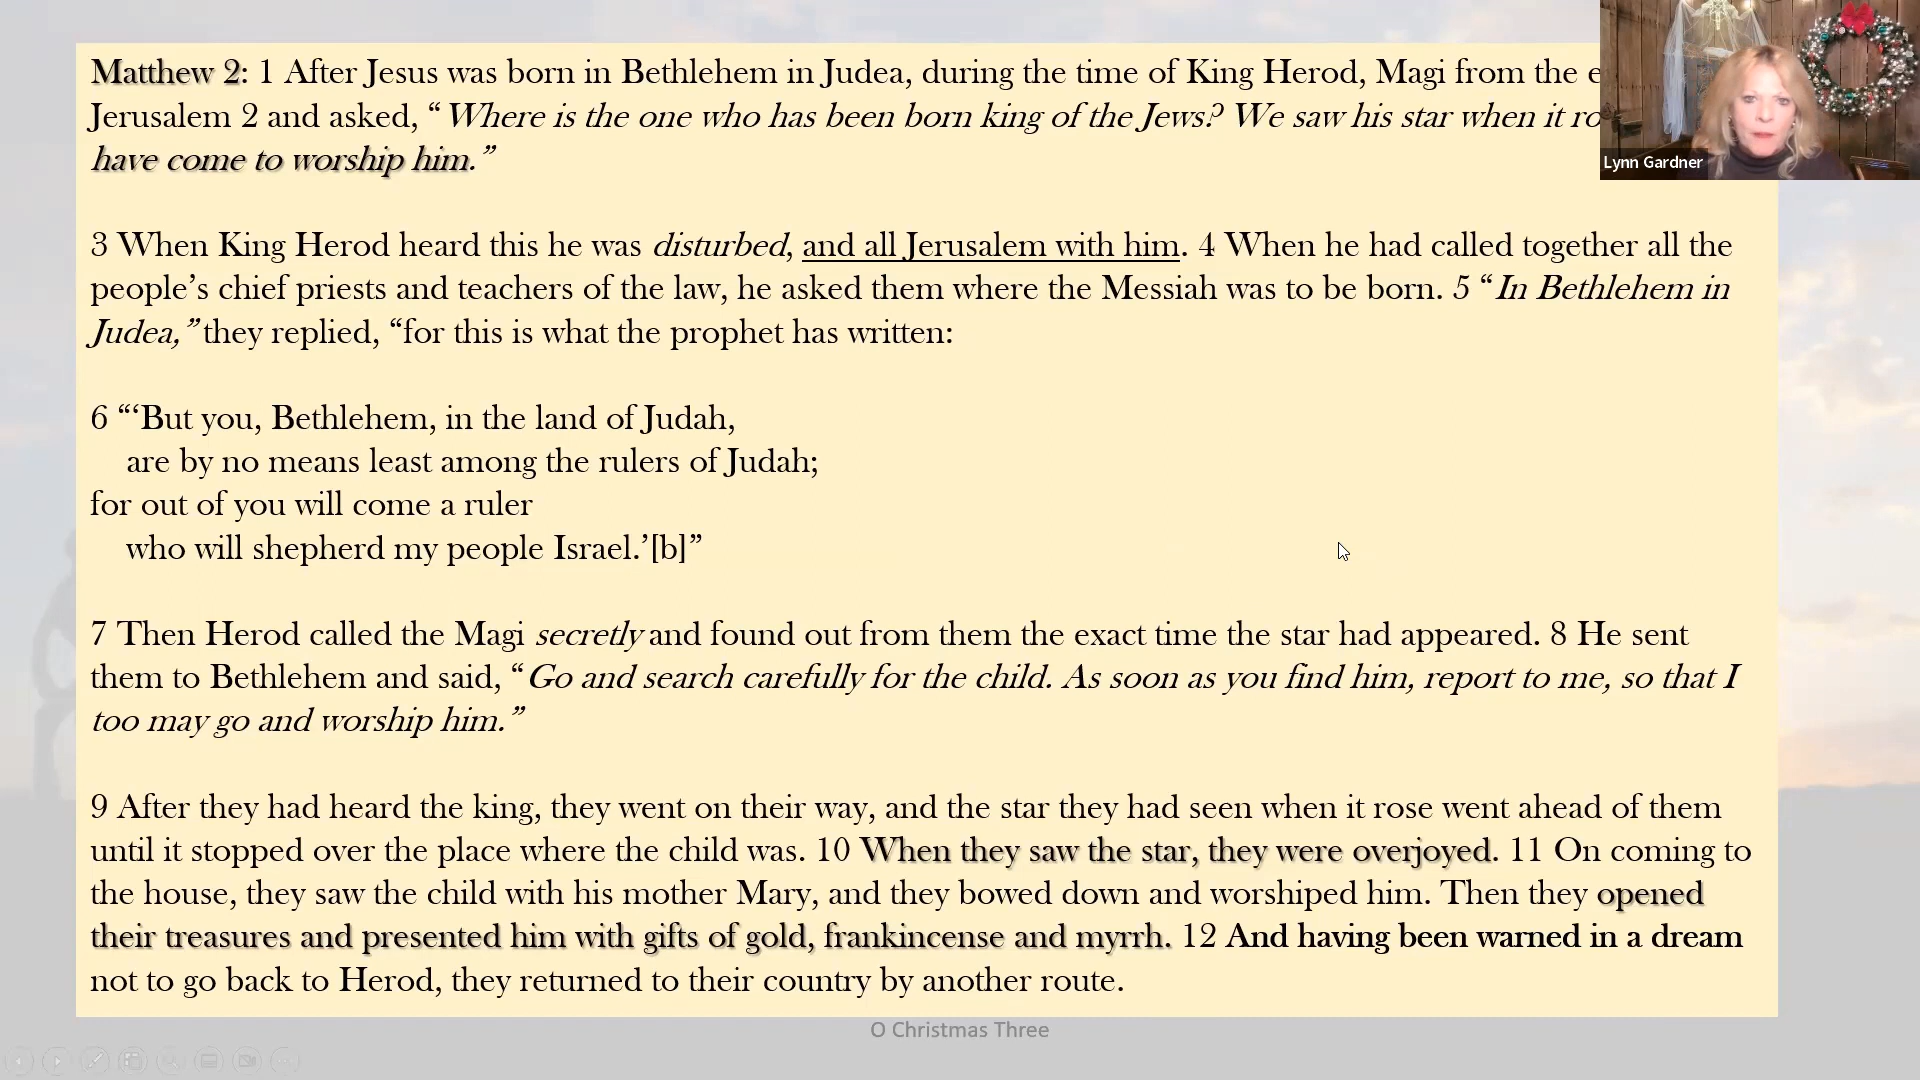 Matthew 2: 1 After Jesus was born in Bethlehem in Judea, during the time of King Herod, Magi from the
Jerusalem 2 and asked, “Where is the one who has been born king of the Jews? We saw his star when it
have come to worship him.”
3 When King Herod heard this he was disturbed, and all Jerusalem with him. 4 When he had called together all the
people’s chief priests and teachers of the law, he asked them where the Messiah was to be born. 5 “In Bethlehem in
Judea,” they replied, “for this is what the prophet has written:
6 “‘But you, Bethlehem, in the land of Judah,
are by no means least among the rulers of Judah;
for out of you will come a ruler
who will shepherd my people Israel.’[b]”
7 Then Herod called the Magi secretly and found out from them the exact time the star had appeared. 8 He sent
them to Bethlehem and said, “Go and search carefully for the child. As soon as you find him, report to me, so that I
too may go and worship him.”
9 After they had heard the king, they went on their way, and the star they had seen when it rose went ahead of them
until it stopped over the place where the child was. 10 When they saw the star, they were overjoyed. 11 On coming to
the house, they saw the child with his mother Mary, and they bowed down and worshiped him. Then they opened
their treasures and presented him with gifts of gold, frankincense and myrrh. 12 And having been warned in a dream
not to go back to Herod, they returned to their country by another route.
O Christmas Three
Lynn Gardner